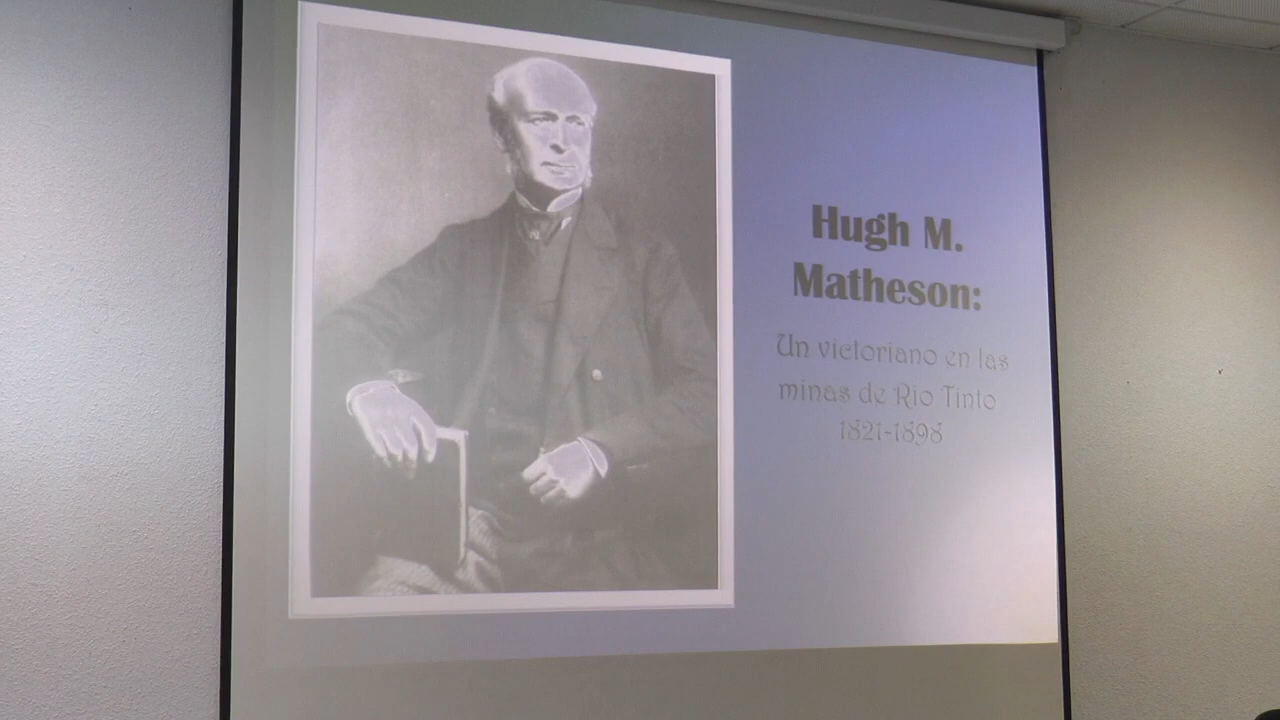 Hugh M.
Matheson:
Un victoriano en las
minas de Rio Tinto
1821-1898